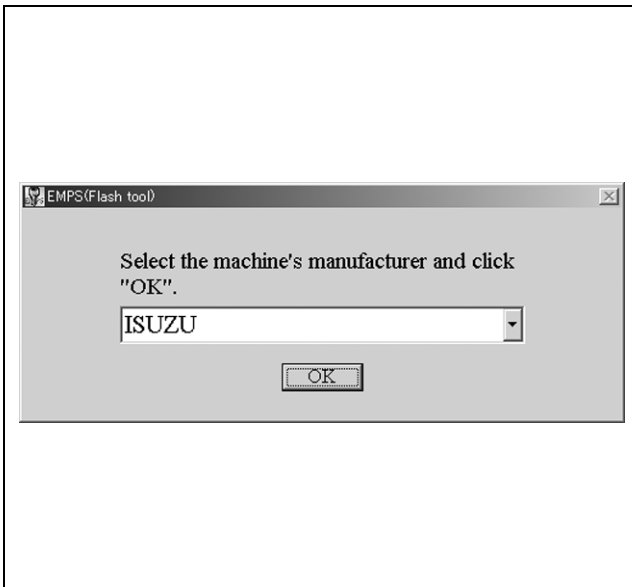 EMPS(Flash tool)
Select the machine's manufacturer and click
"OK".
ISUZU
OK